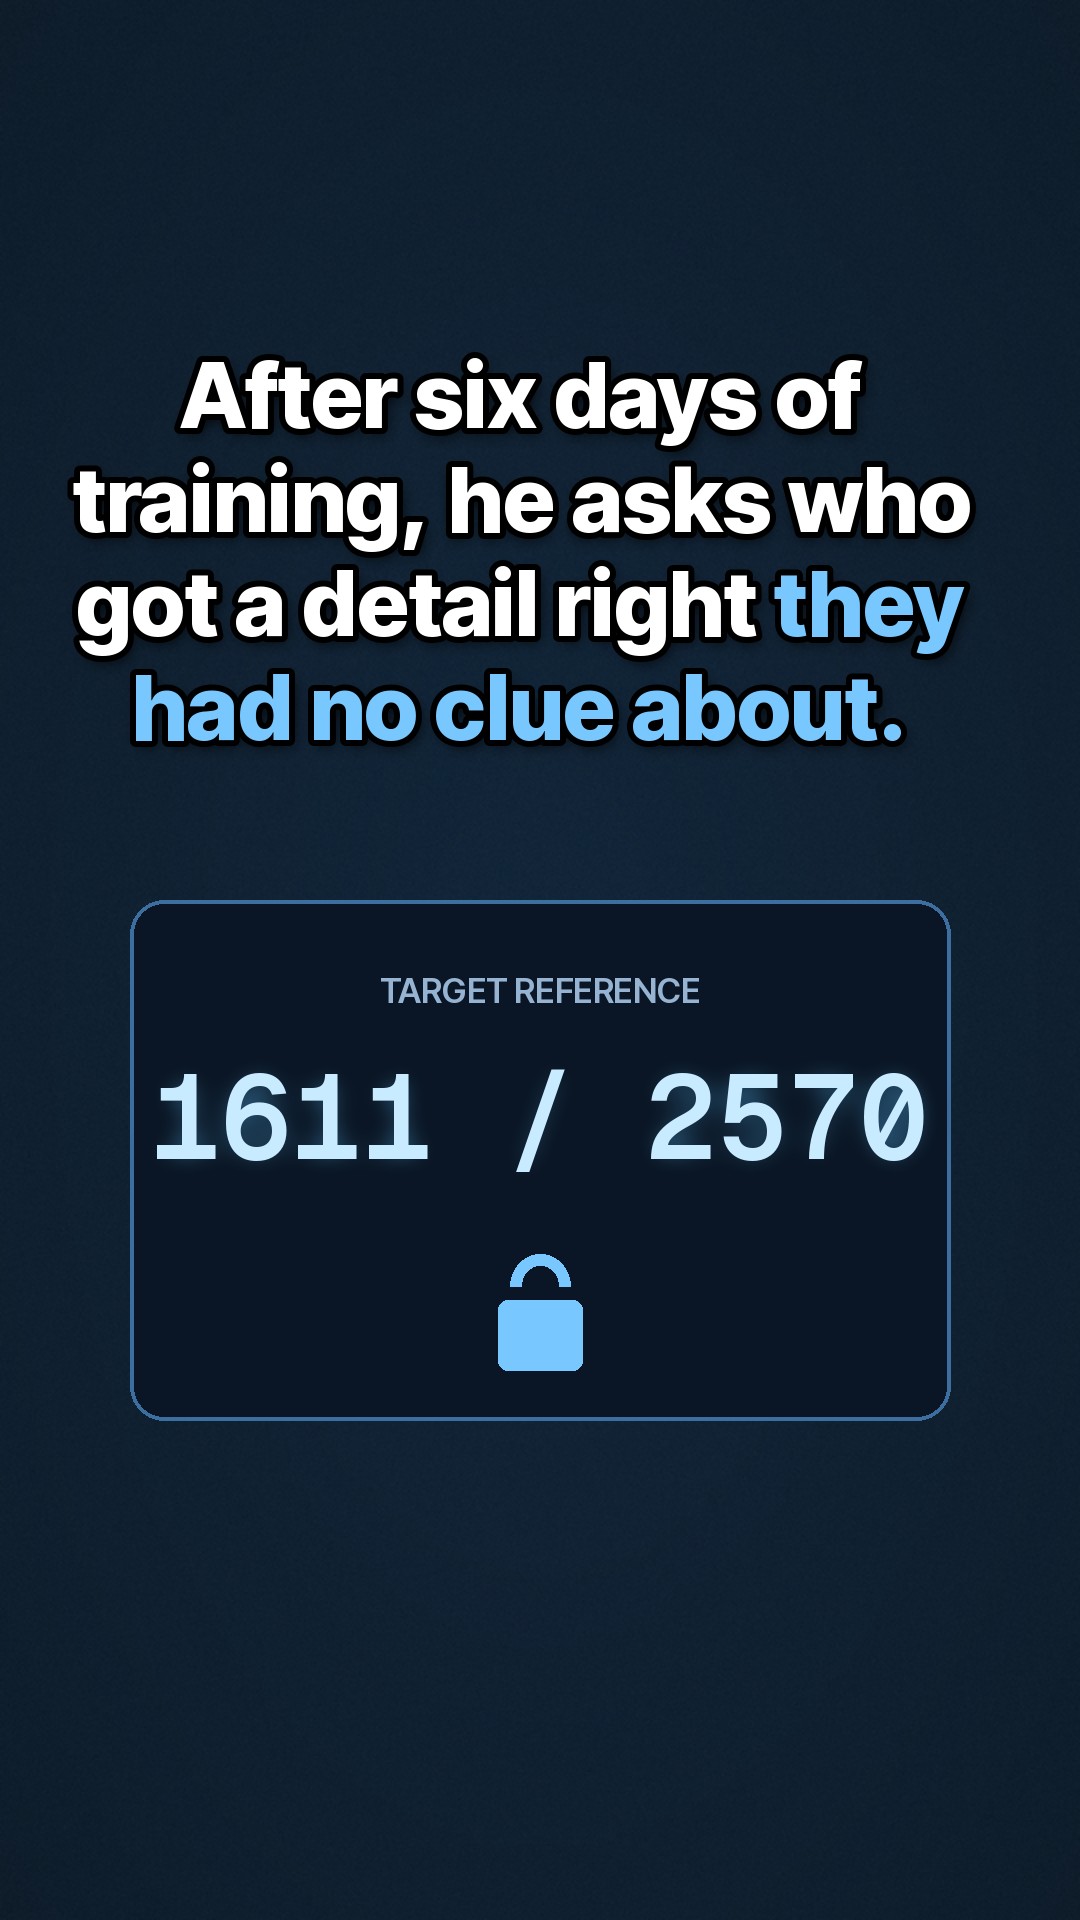 After six days of
training, he asks who
got a detail right they
had no clue about.
TARGET REFERENCE
1611 / 2570